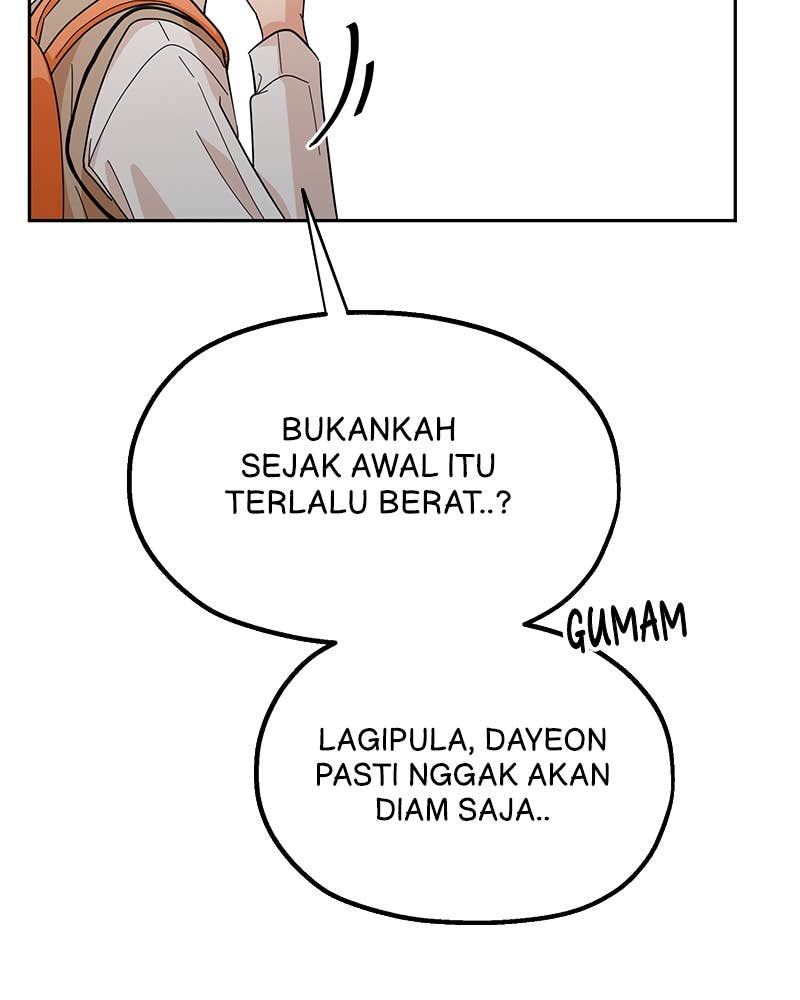 BUKANKAH
SEJAK AWAL ITU
TERLALU BERAT..?
GUMAM
LAGIPULA, DAYEON
PASTI NGGAK AKAN
DIAM SAJA..